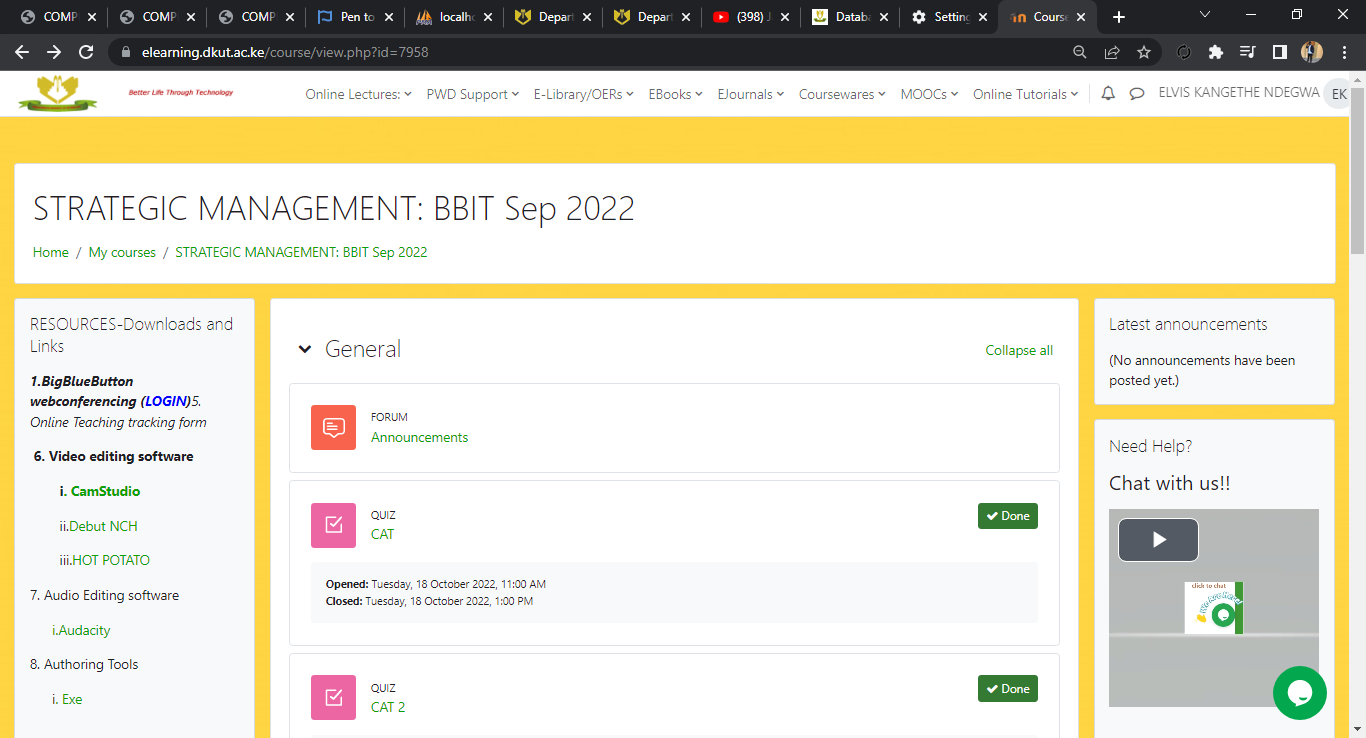 COMP
COMP
COMP
Pen to
localh
Depar
Depar
(398) J
Databa
Setting
Course
elearning.dkut.ac.ke/course/view.php?id=7958
Better Life Through Technology
Online Lectures:
PWD Support
E-Library/OERs
EBooks
EJournals
Coursewares
MOOCs
Online Tutorials
ELVIS KANGETHE NDEGWA
EK
STRATEGIC MANAGEMENT: BBIT Sep 2022
Home / My courses / STRATEGIC MANAGEMENT: BBIT Sep 2022
RESOURCES-Downloads and
Links
1.BigBlueButton
webconferencing (LOGIN)5.
Online Teaching tracking form
6. Video editing software
i. CamStudio
ii.Debut NCH
iii.HOT POTATO
7. Audio Editing software
i.Audacity
8. Authoring Tools
i. Exe
General
Collapse all
FORUM
Announcements
QUIZ
CAT
Done
Opened: Tuesday, 18 October 2022, 11:00 AM
Closed: Tuesday, 18 October 2022, 1:00 PM
QUIZ
CAT 2
Done
Latest announcements
(No announcements have been
posted yet.)
Need Help?
Chat with us!!
click to chat
We Are Here!